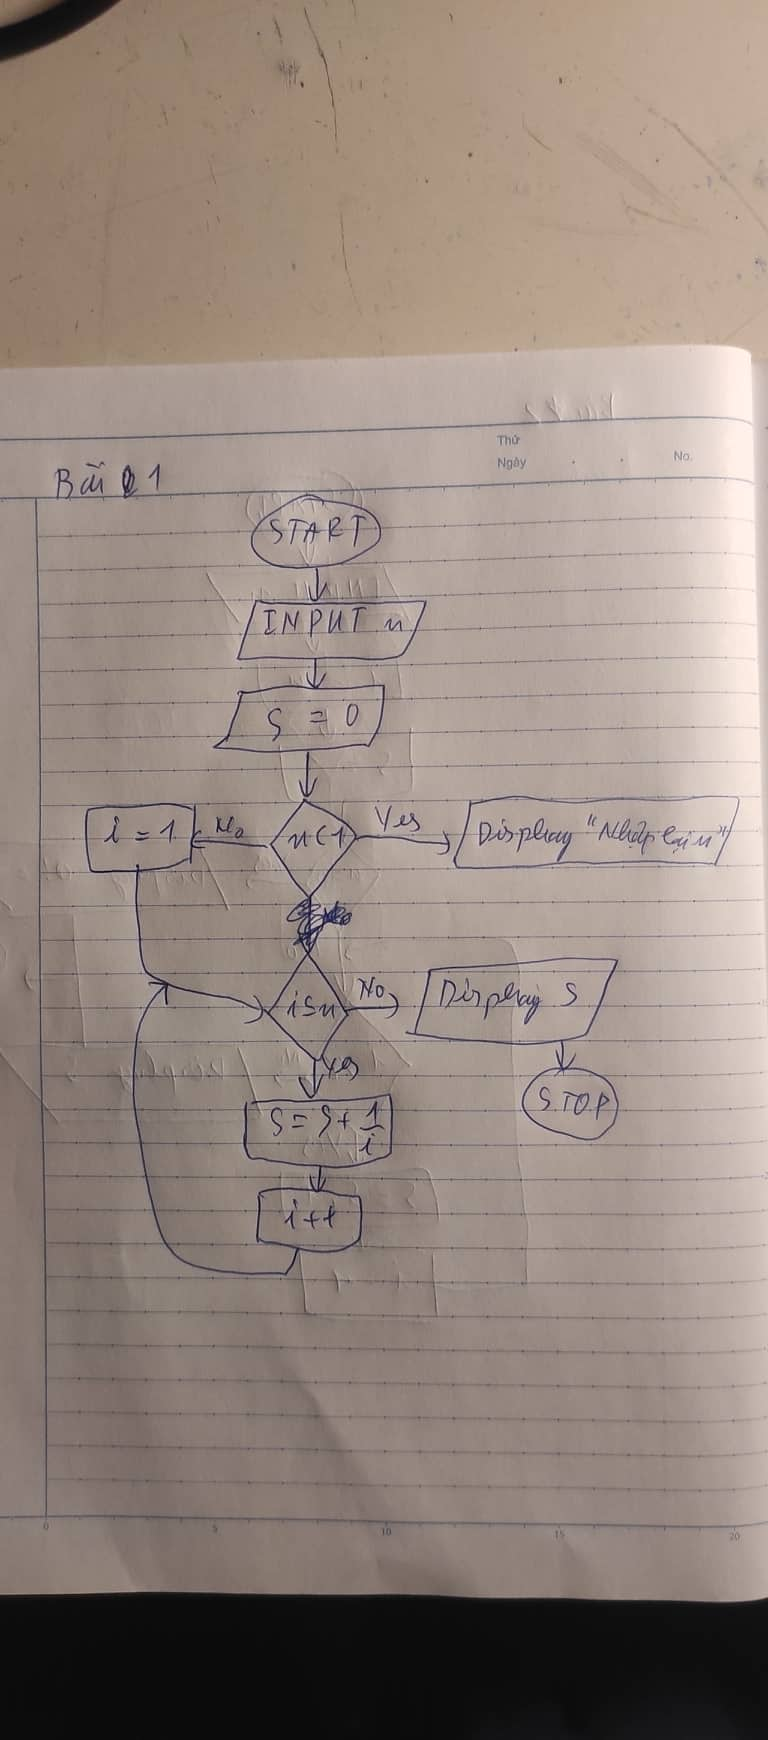 Thứ
Ngày No.
Bài 1
START
INPUT n
S = 0
i = 1 No n<1 Yes Display "Nhập lại n"
i≤n No Display S
Yes
S = S + 1/i
STOP
i++
0 5 10 15 20